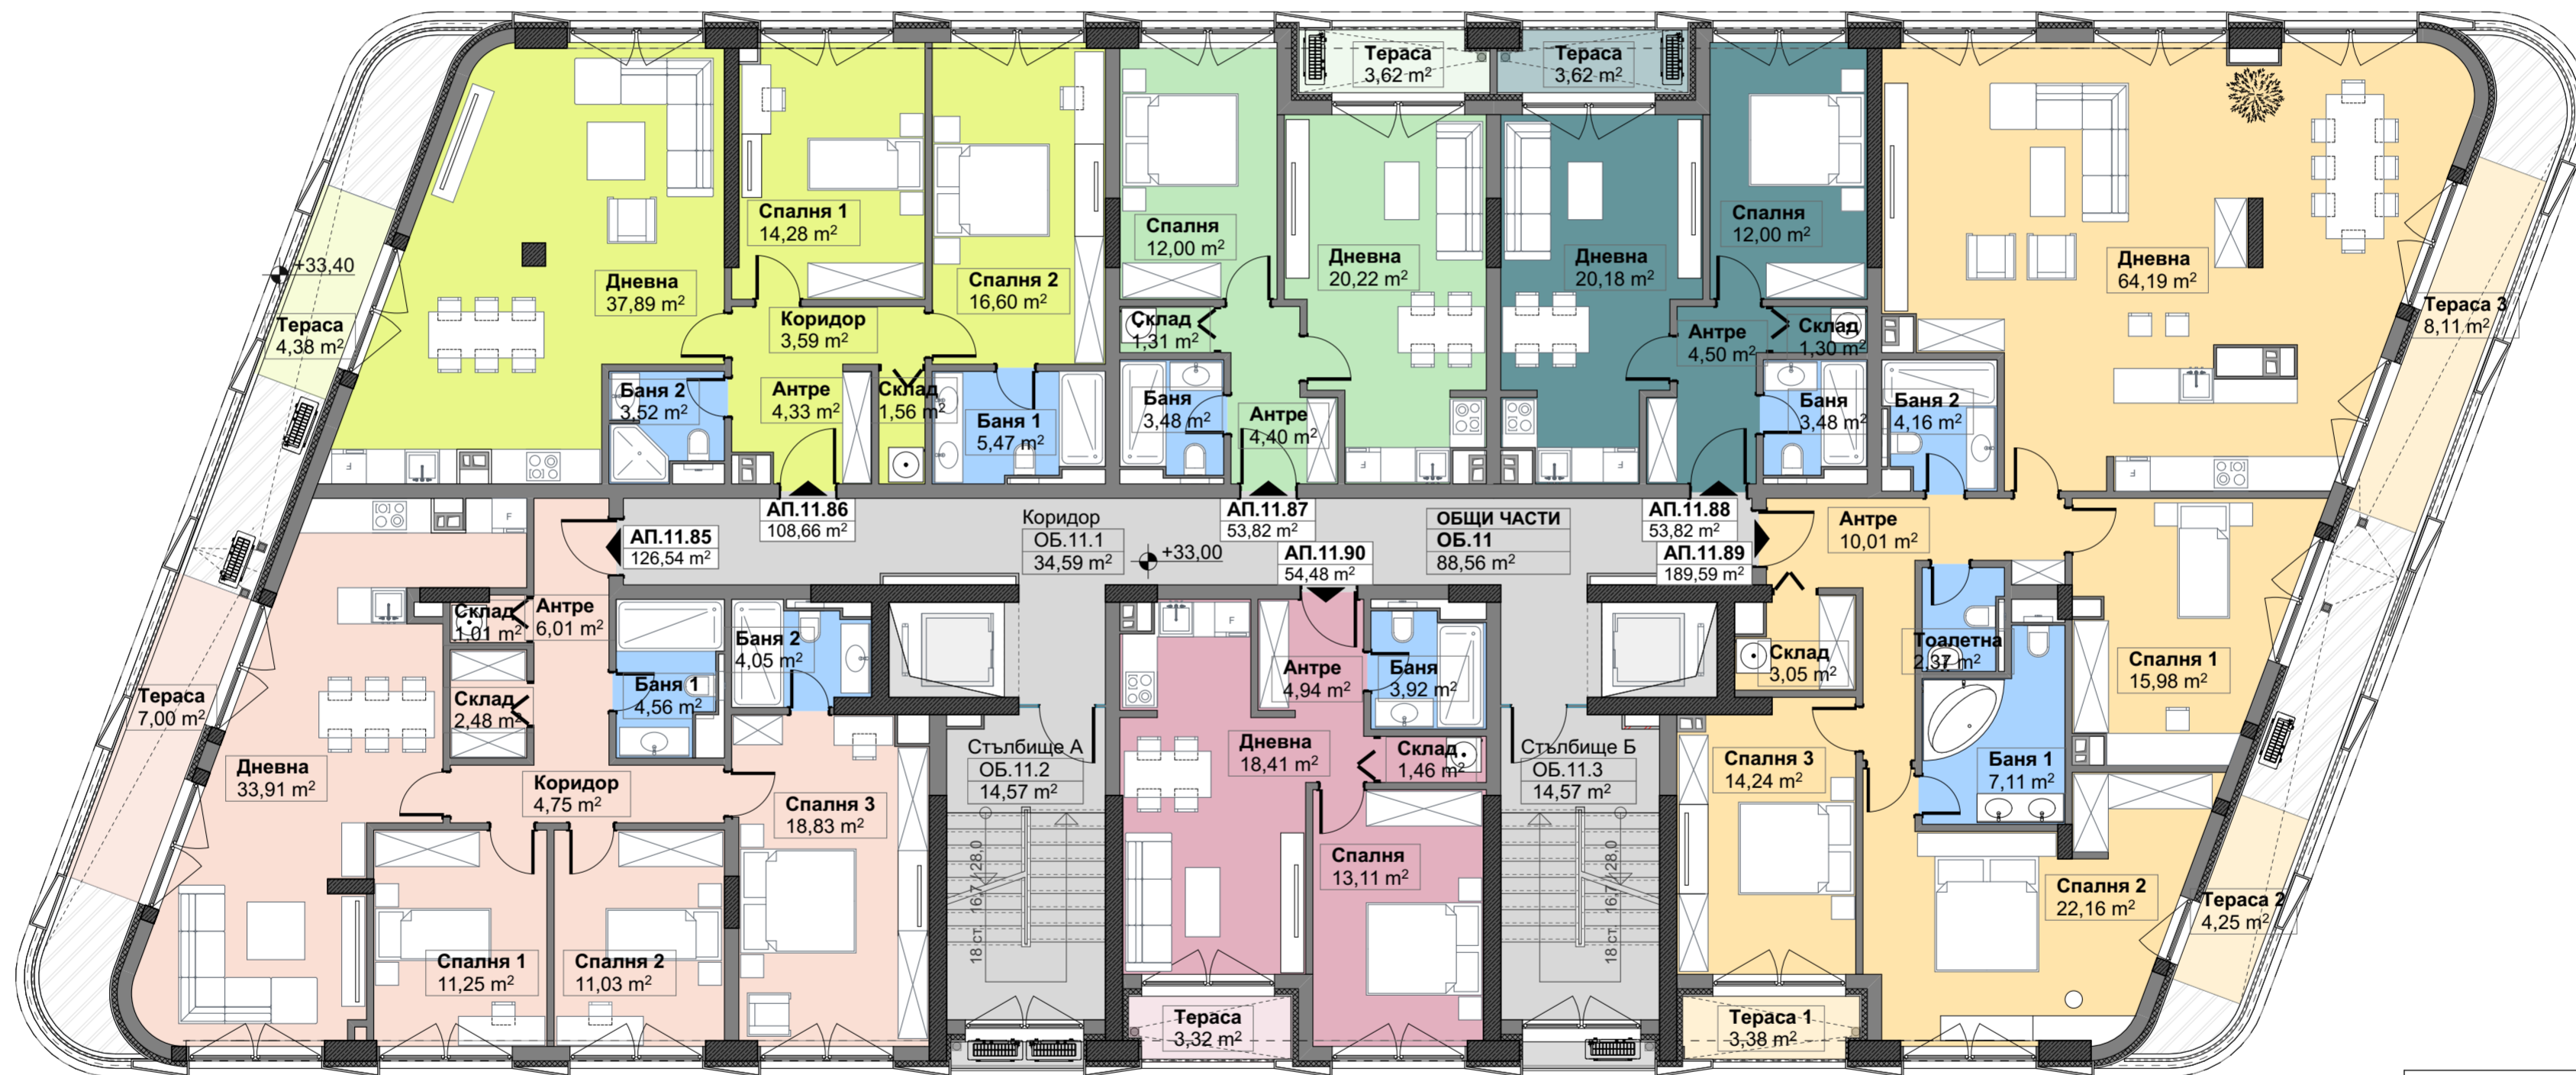 Тераса
3,62 m²
Тераса
3,62 m²
Спалня 1
14,28 m²
Спалня
12,00 m²
Спалня
12,00 m²
+33,40
Дневна
37,89 m²
Спалня 2
16,60 m²
Дневна
20,22 m²
Дневна
20,18 m²
Дневна
64,19 m²
Тераса 3
8,11 m²
Тераса
4,38 m²
Коридор
3,59 m²
Склад
1,31 m²
Антре
4,50 m²
Склад
1,30 m²
Баня 2
3,52 m²
Антре
4,33 m²
Склад
1,56 m²
Баня 1
5,47 m²
Баня
3,48 m²
Антре
4,40 m²
Баня
3,48 m²
Баня 2
4,16 m²
F
F
F
F
АП.11.86
108,66 m²
Коридор
ОБ.11.1
34,59 m²
АП.11.87
53,82 m²
ОБЩИ ЧАСТИ
ОБ.11
88,56 m²
АП.11.88
53,82 m²
Антре
10,01 m²
F
АП.11.85
126,54 m²
+33,00
АП.11.90
54,48 m²
АП.11.89
189,59 m²
Склад
1,01 m²
Антре
6,01 m²
Баня 2
4,05 m²
F
Антре
4,94 m²
Баня
3,92 m²
Склад
3,05 m²
Тоалетна
2,37 m²
Спалня 1
15,98 m²
Тераса
7,00 m²
Склад
2,48 m²
Баня 1
4,56 m²
Дневна
33,91 m²
Коридор
4,75 m²
Спалня 3
18,83 m²
Стълбище А
ОБ.11.2
14,57 m²
Дневна
18,41 m²
Склад
1,46 m²
Стълбище Б
ОБ.11.3
14,57 m²
Спалня 3
14,24 m²
Баня 1
7,11 m²
18 ст. 16,7 / 28,0
Спалня
13,11 m²
18 ст. 16,7 / 28,0
Спалня 2
22,16 m²
Тераса 2
4,25 m²
Спалня 1
11,25 m²
Спалня 2
11,03 m²
Тераса
3,32 m²
Тераса 1
3,38 m²